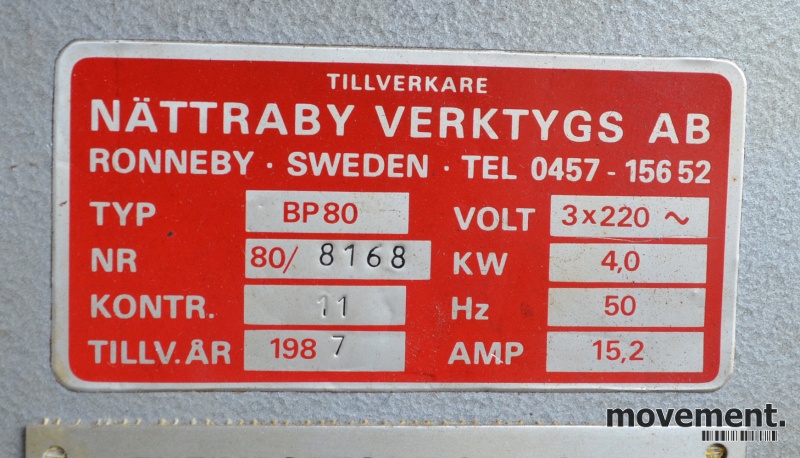 TILLVERKARE
NÄTTRABY VERKTYGS AB
RONNEBY · SWEDEN · TEL 0457 - 156 52
TYP BP80 VOLT 3x220 ~
NR 80/ 8168 KW 4,0
KONTR. 11 Hz 50
TILLV.ÅR 1987 AMP 15,2
movement.